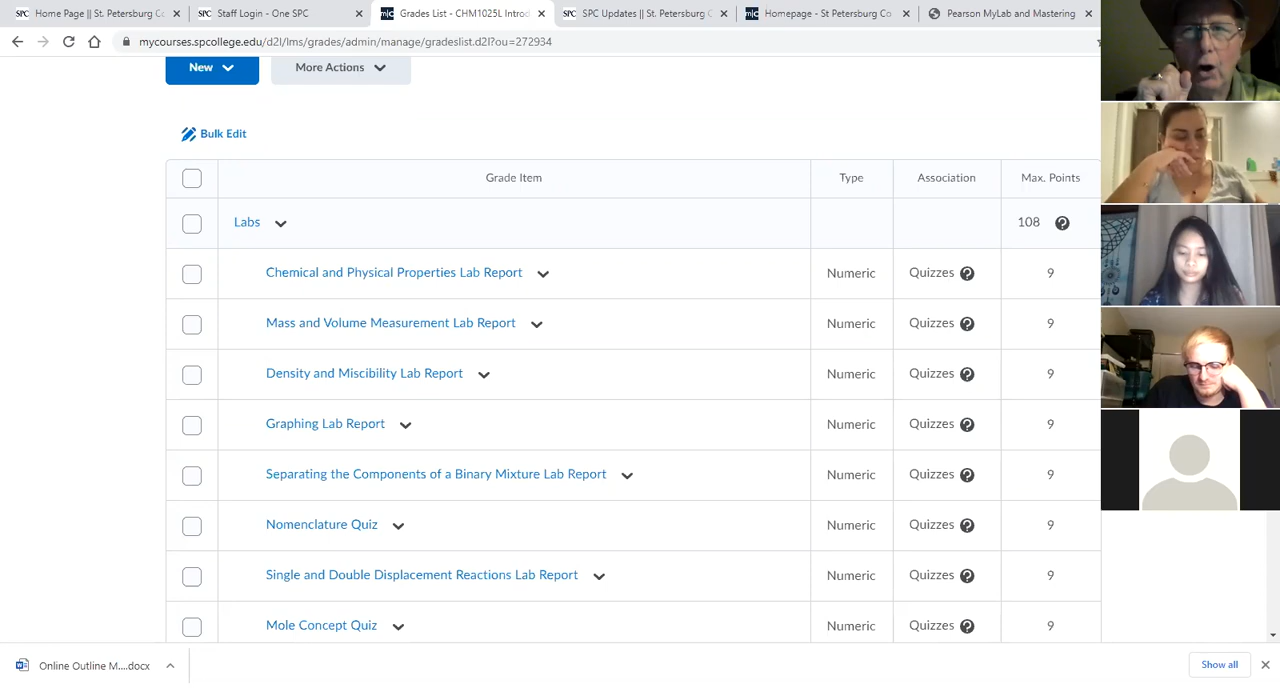 SPC Home Page || St. Petersburg Co
SPC Staff Login - One SPC
m|c Grades List - CHM1025L Introd
SPC SPC Updates || St. Petersburg C
m|c Homepage - St Petersburg Co
Pearson MyLab and Mastering
mycourses.spcollege.edu/d2l/lms/grades/admin/manage/gradeslist.d2l?ou=272934
New More Actions
Bulk Edit
Grade Item Type Association Max. Points
Labs 108
Chemical and Physical Properties Lab Report Numeric Quizzes 9
Mass and Volume Measurement Lab Report Numeric Quizzes 9
Density and Miscibility Lab Report Numeric Quizzes 9
Graphing Lab Report Numeric Quizzes 9
Separating the Components of a Binary Mixture Lab Report Numeric Quizzes 9
Nomenclature Quiz Numeric Quizzes 9
Single and Double Displacement Reactions Lab Report Numeric Quizzes 9
Mole Concept Quiz Numeric Quizzes 9
Online Outline M....docx Show all